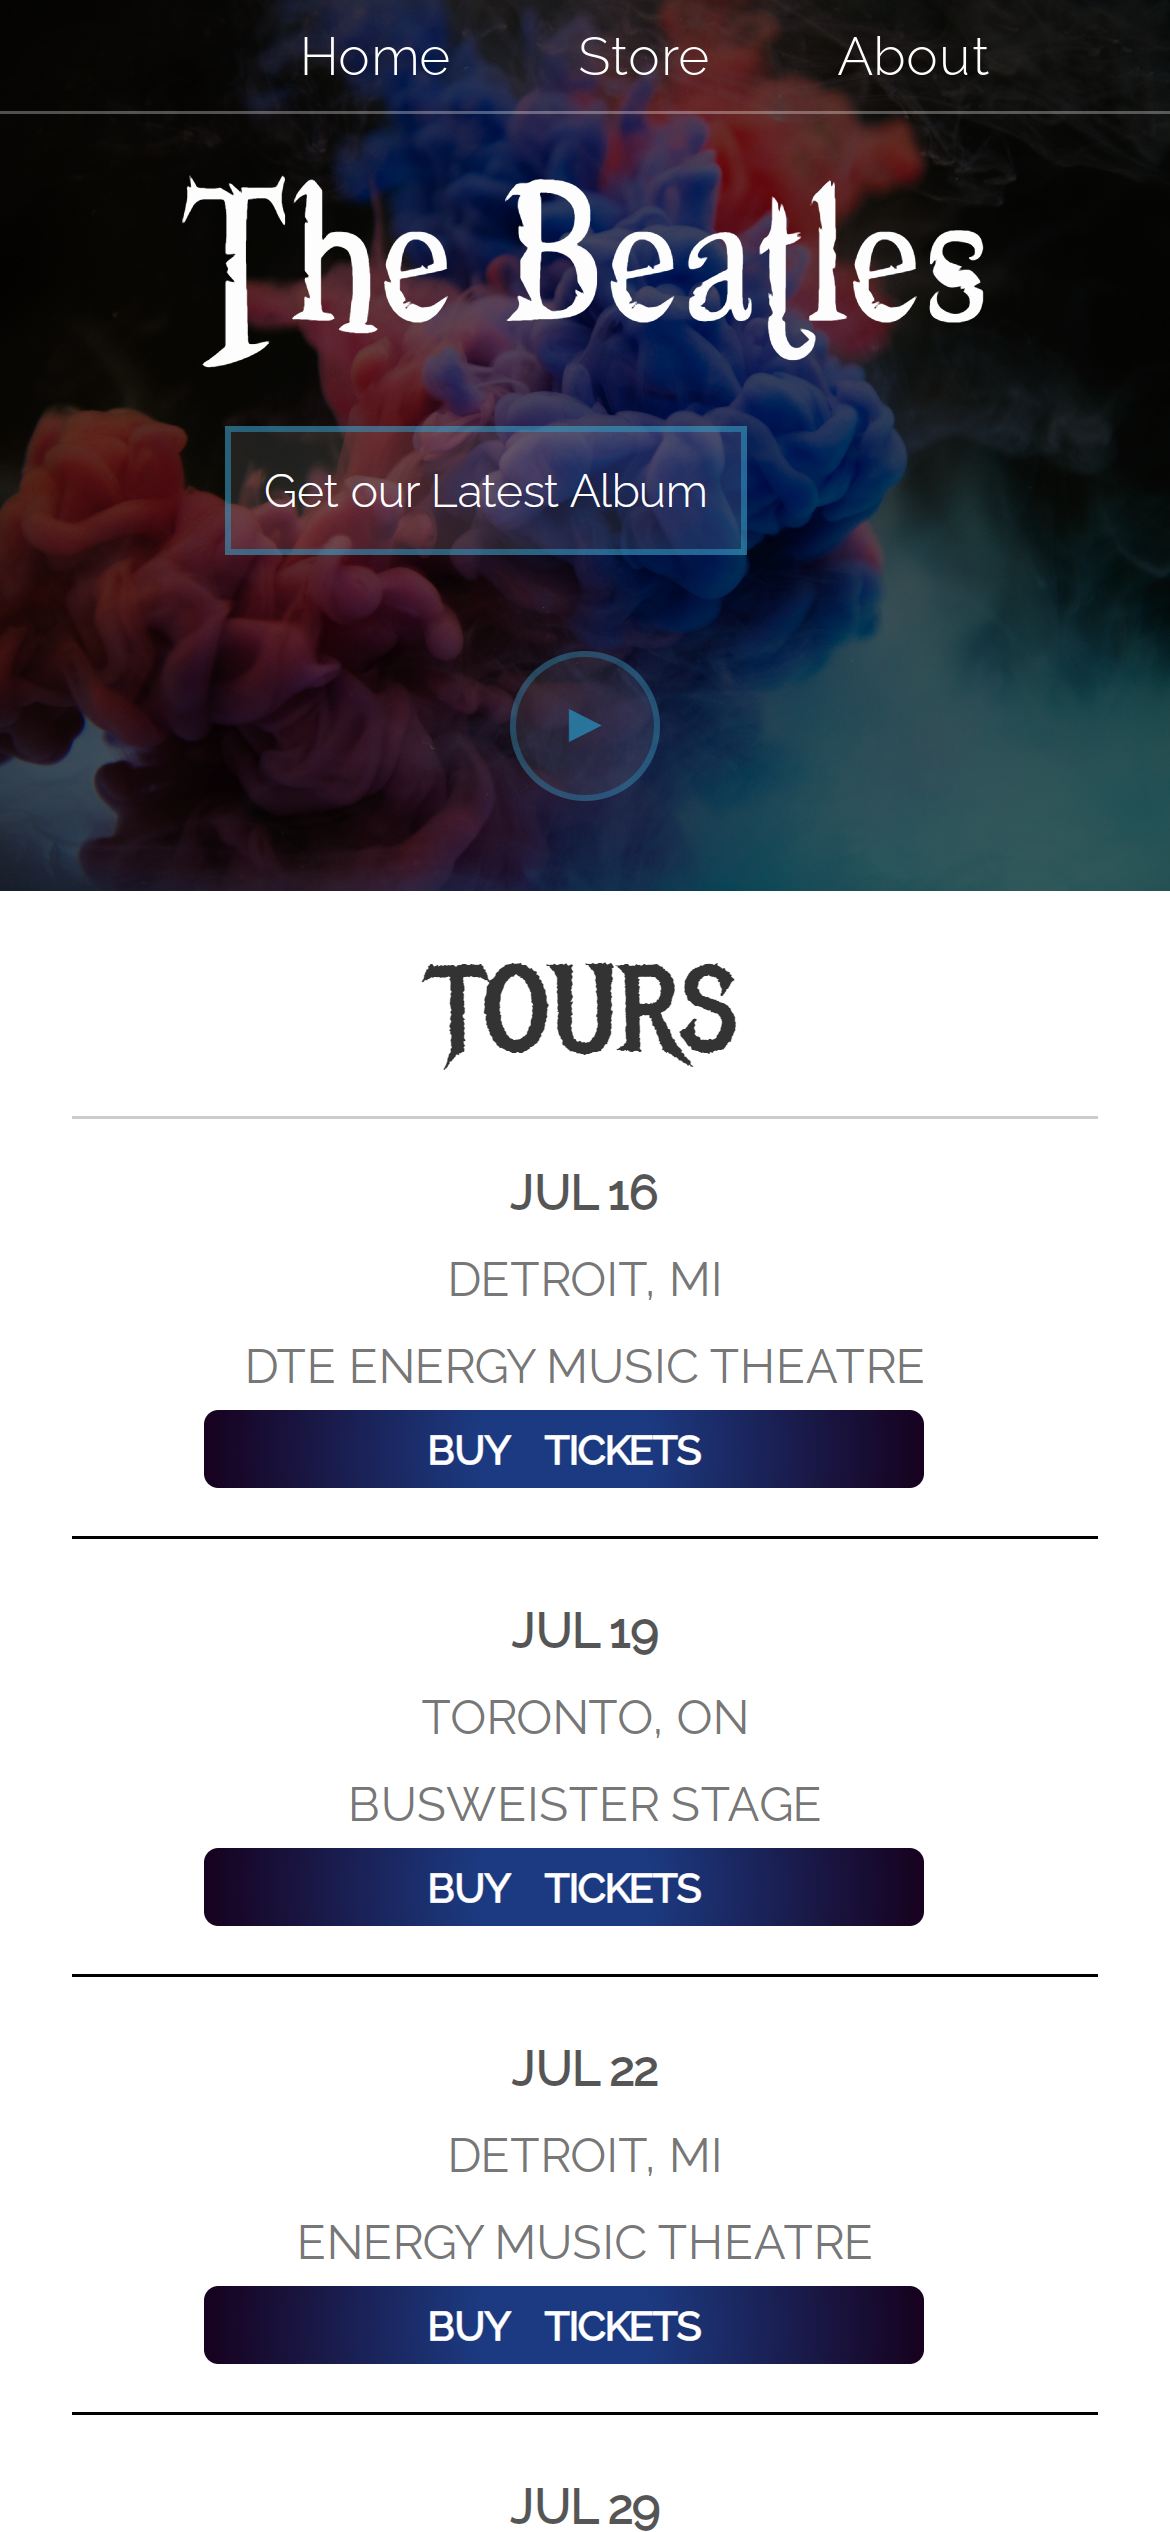 Home Store About
The Beatles
Get our Latest Album
TOURS
JUL 16
DETROIT, MI
DTE ENERGY MUSIC THEATRE
BUY TICKETS
JUL 19
TORONTO, ON
BUSWEISTER STAGE
BUY TICKETS
JUL 22
DETROIT, MI
ENERGY MUSIC THEATRE
BUY TICKETS
JUL 29